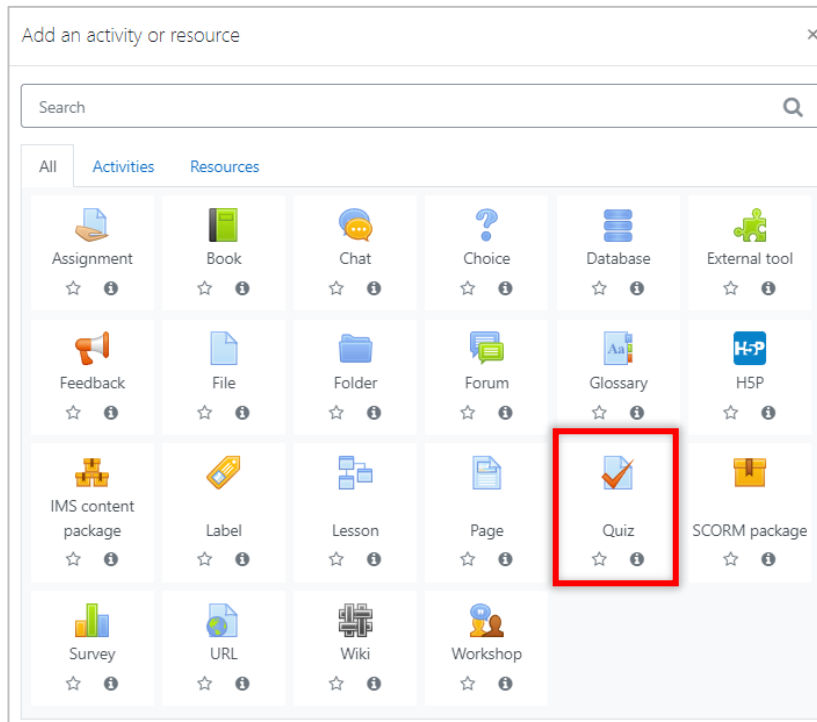 Add an activity or resource
×
Search
All Activities Resources
Assignment Book Chat Choice Database External tool
Feedback File Folder Forum Glossary H5P
IMS content
package Label Lesson Page Quiz SCORM package
Survey URL Wiki Workshop